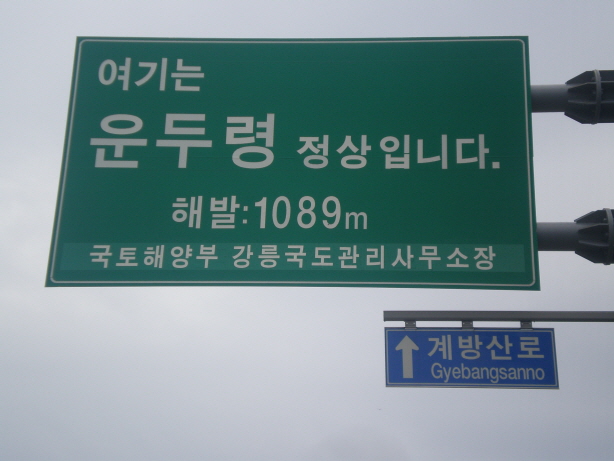 여기는
운두령 정상입니다.
해발:1089m
국토해양부 강릉국도관리사무소장
계방산로
Gyebangsanno